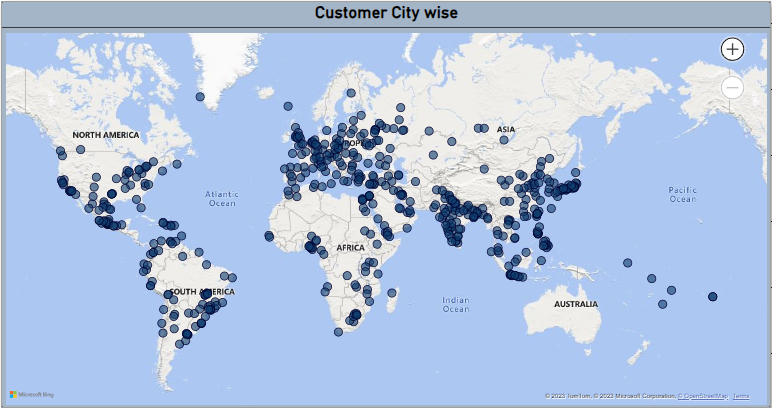 Customer City wise
+
−
NORTH AMERICA
ASIA
Atlantic
Ocean
Pacific
Ocean
AFRICA
SOUTH AMERICA
Indian
Ocean
AUSTRALIA
Microsoft Bing
© 2023 TomTom, © 2023 Microsoft Corporation, © OpenStreetMap Terms